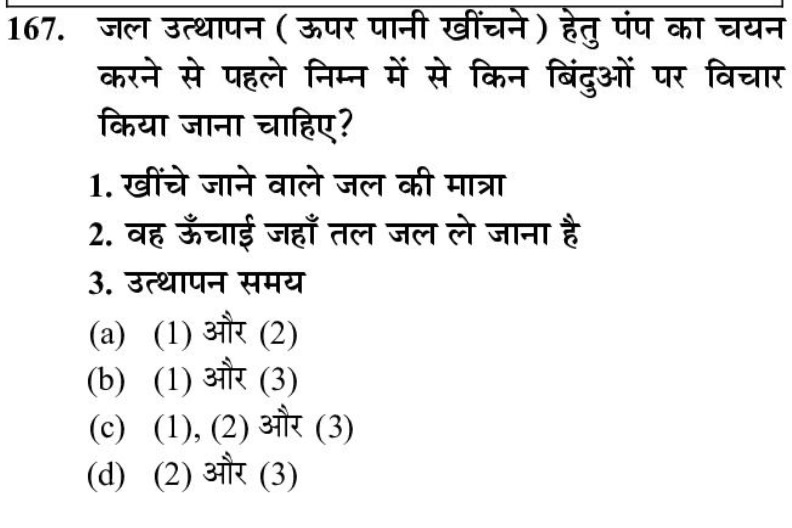 167. जल उत्थापन ( ऊपर पानी खींचने ) हेतु पंप का चयन
करने से पहले निम्न में से किन बिंदुओं पर विचार
किया जाना चाहिए?
1. खींचे जाने वाले जल की मात्रा
2. वह ऊँचाई जहाँ तल जल ले जाना है
3. उत्थापन समय
(a) (1) और (2)
(b) (1) और (3)
(c) (1), (2) और (3)
(d) (2) और (3)